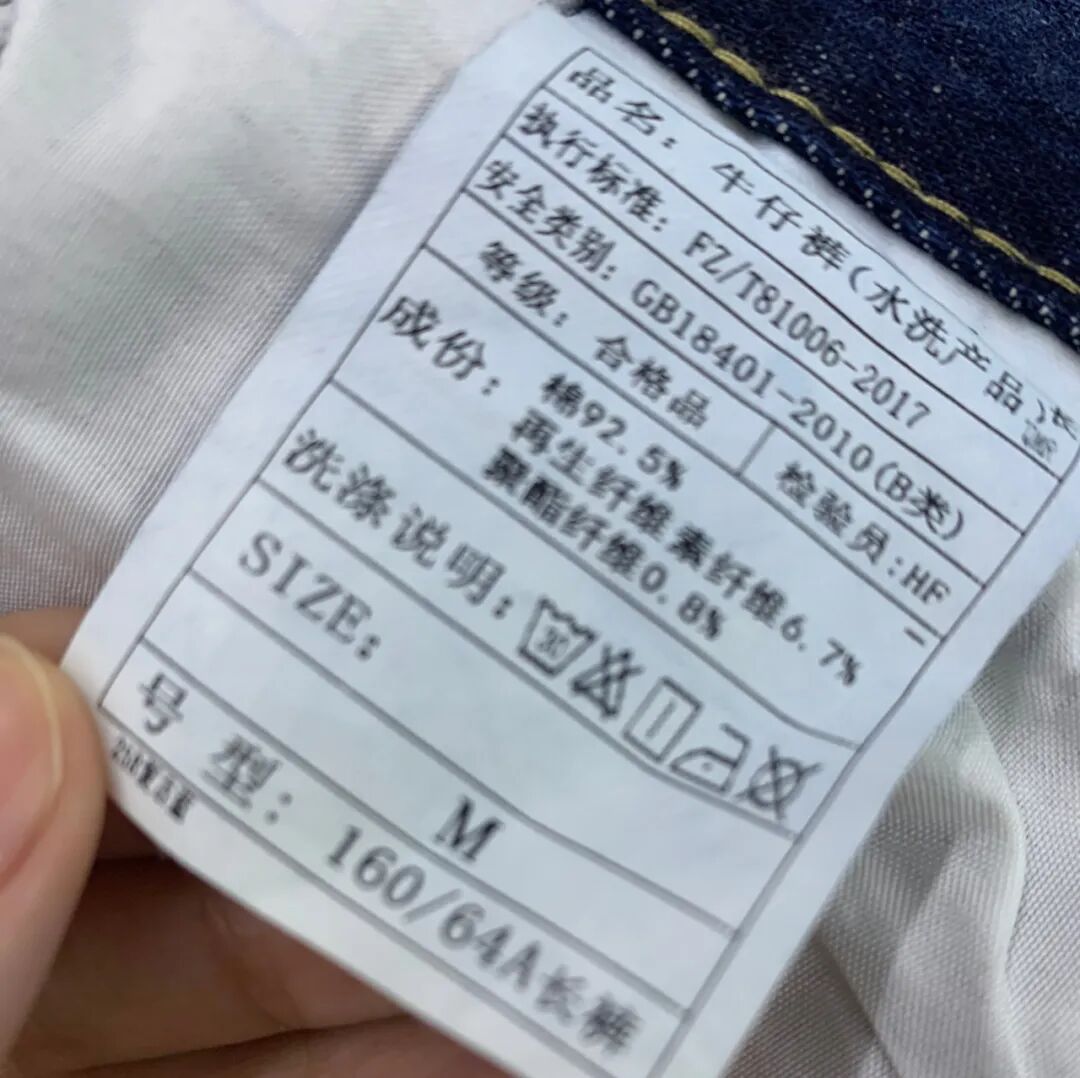 品名: 牛仔裤(水洗产品)长
执行标准: FZ/T81006-2017
安全类别: GB18401-2010(B类)
等级: 合格品 检验员:HF
成份: 棉92.5%
再生纤维素纤维6.7%
聚酯纤维0.8%
洗涤说明: 30
SIZE: M
号 型: 160/64A长裤